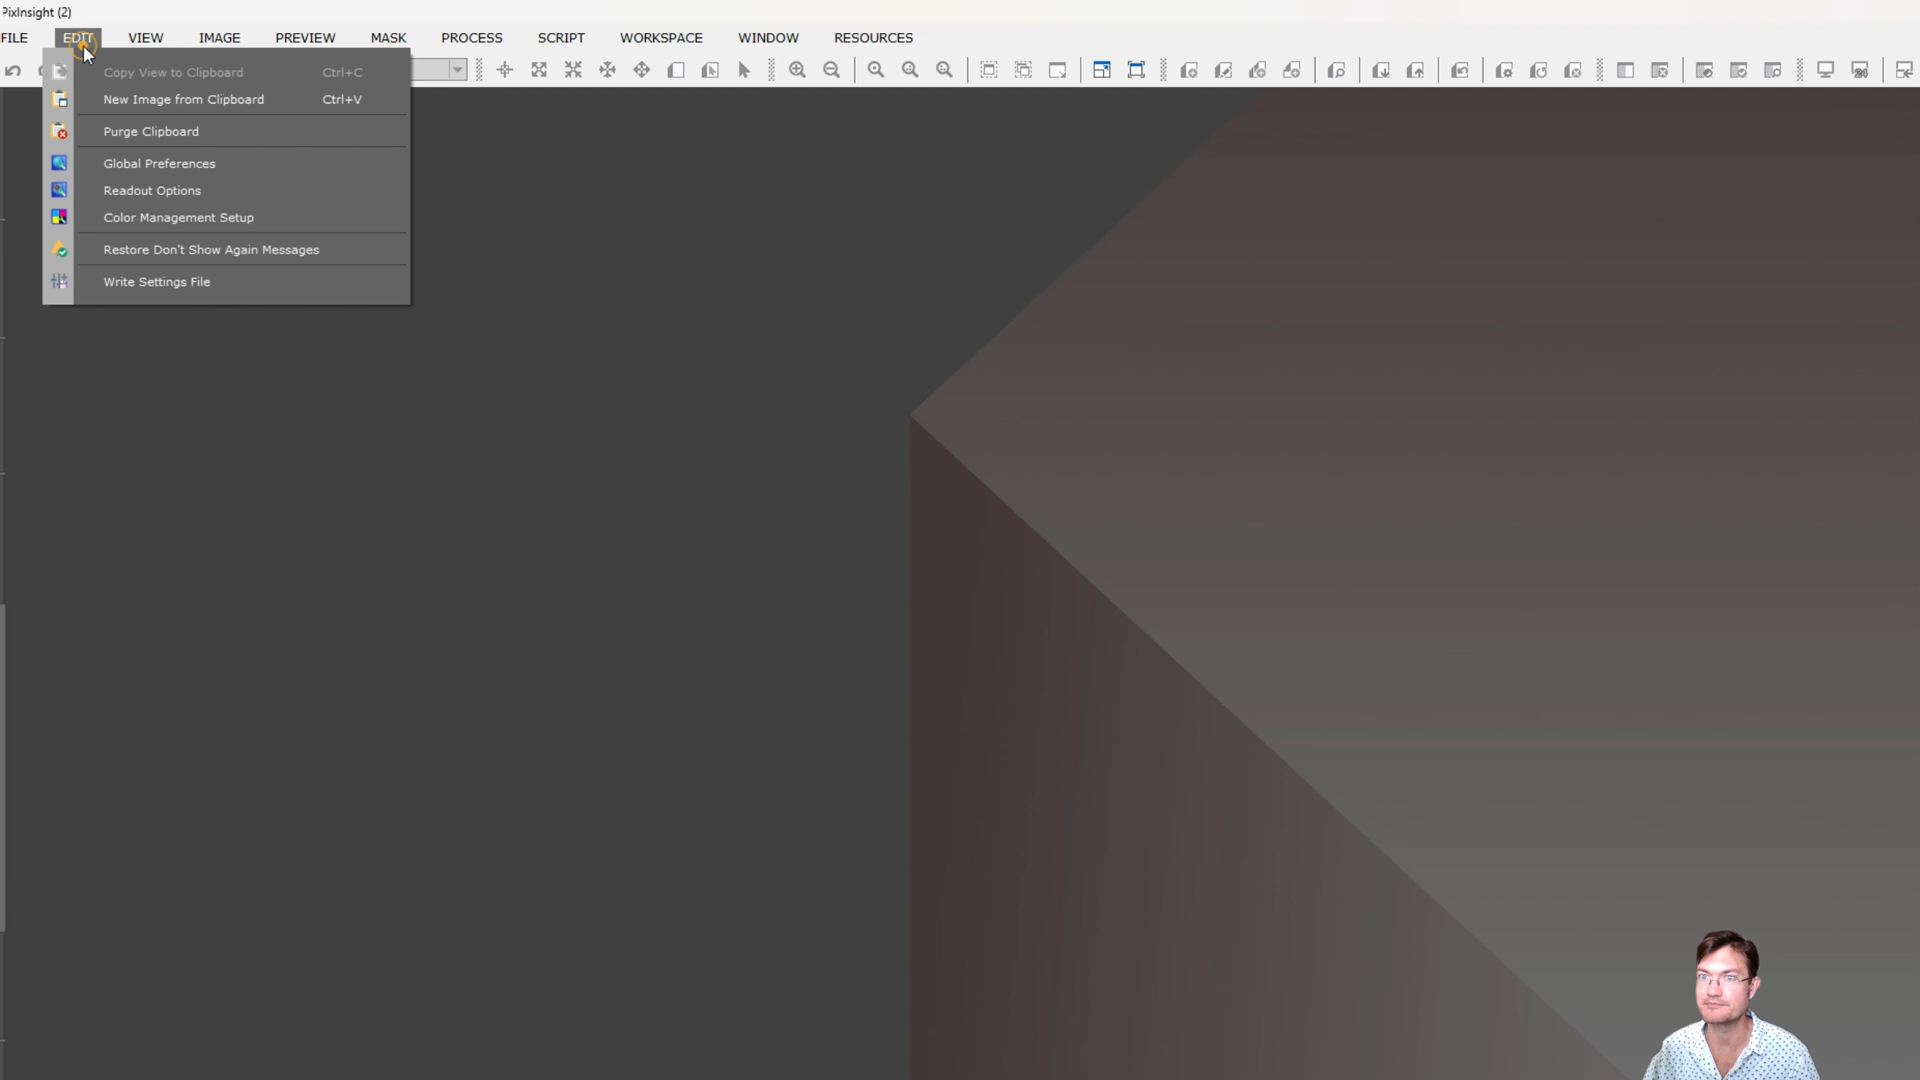 PixInsight (2)
FILE EDIT VIEW IMAGE PREVIEW MASK PROCESS SCRIPT WORKSPACE WINDOW RESOURCES
Copy View to Clipboard Ctrl+C
New Image from Clipboard Ctrl+V
Purge Clipboard
Global Preferences
Readout Options
Color Management Setup
Restore Don't Show Again Messages
Write Settings File